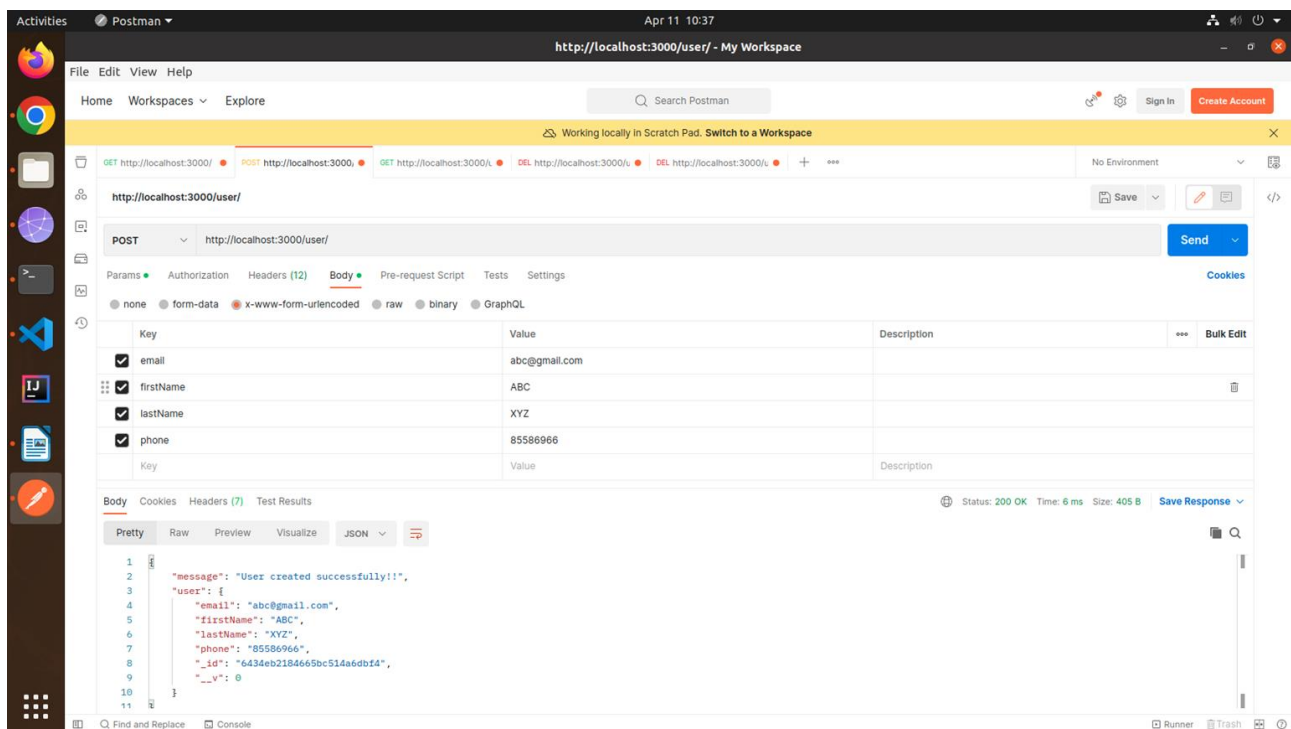 Activities Postman Apr 11 10:37
http://localhost:3000/user/ - My Workspace
File Edit View Help
Home Workspaces Explore Search Postman Sign In Create Account
Working locally in Scratch Pad. Switch to a Workspace
GET http://localhost:3000/ POST http://localhost:3000/ GET http://localhost:3000/u DEL http://localhost:3000/u DEL http://localhost:3000/u No Environment
http://localhost:3000/user/ Save
POST http://localhost:3000/user/ Send
Params Authorization Headers (12) Body Pre-request Script Tests Settings Cookies
none form-data x-www-form-urlencoded raw binary GraphQL
Key Value Description Bulk Edit
email abc@gmail.com
firstName ABC
lastName XYZ
phone 85586966
Key Value Description
Body Cookies Headers (7) Test Results Status: 200 OK Time: 6 ms Size: 405 B Save Response
Pretty Raw Preview Visualize JSON
1 {
2 "message": "User created successfully!!",
3 "user": {
4 "email": "abc@gmail.com",
5 "firstName": "ABC",
6 "lastName": "XYZ",
7 "phone": "85586966",
8 "_id": "6434eb2184665bc514a6dbf4",
9 "__v": 0
10 }
11 }
Find and Replace Console Runner Trash